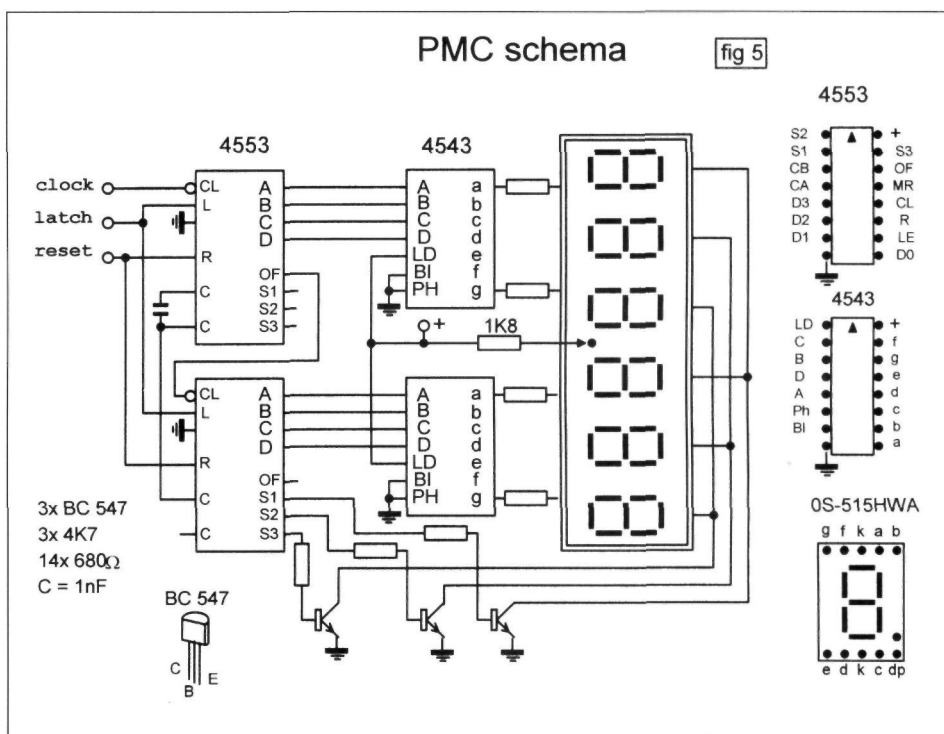 PMC schema
fig 5
4553
4543
clock
latch
reset
CL
L
R
C
C
A
B
C
D
OF
S1
S2
S3
A
B
C
D
LD
BI
PH
a
b
c
d
e
f
g
+
1K8
CL
L
R
C
C
A
B
C
D
OF
S1
S2
S3
A
B
C
D
LD
BI
PH
a
b
c
d
e
f
g
3x BC 547
3x 4K7
14x 680Ω
C = 1nF
BC 547
C
B
E
4553
S2 +
S1 S3
CB OF
CA MR
D3 CL
D2 R
D1 LE
D0
4543
LD +
C f
B g
D e
A d
Ph c
BI b
a
0S-515HWA
g f k a b
e d k c dp